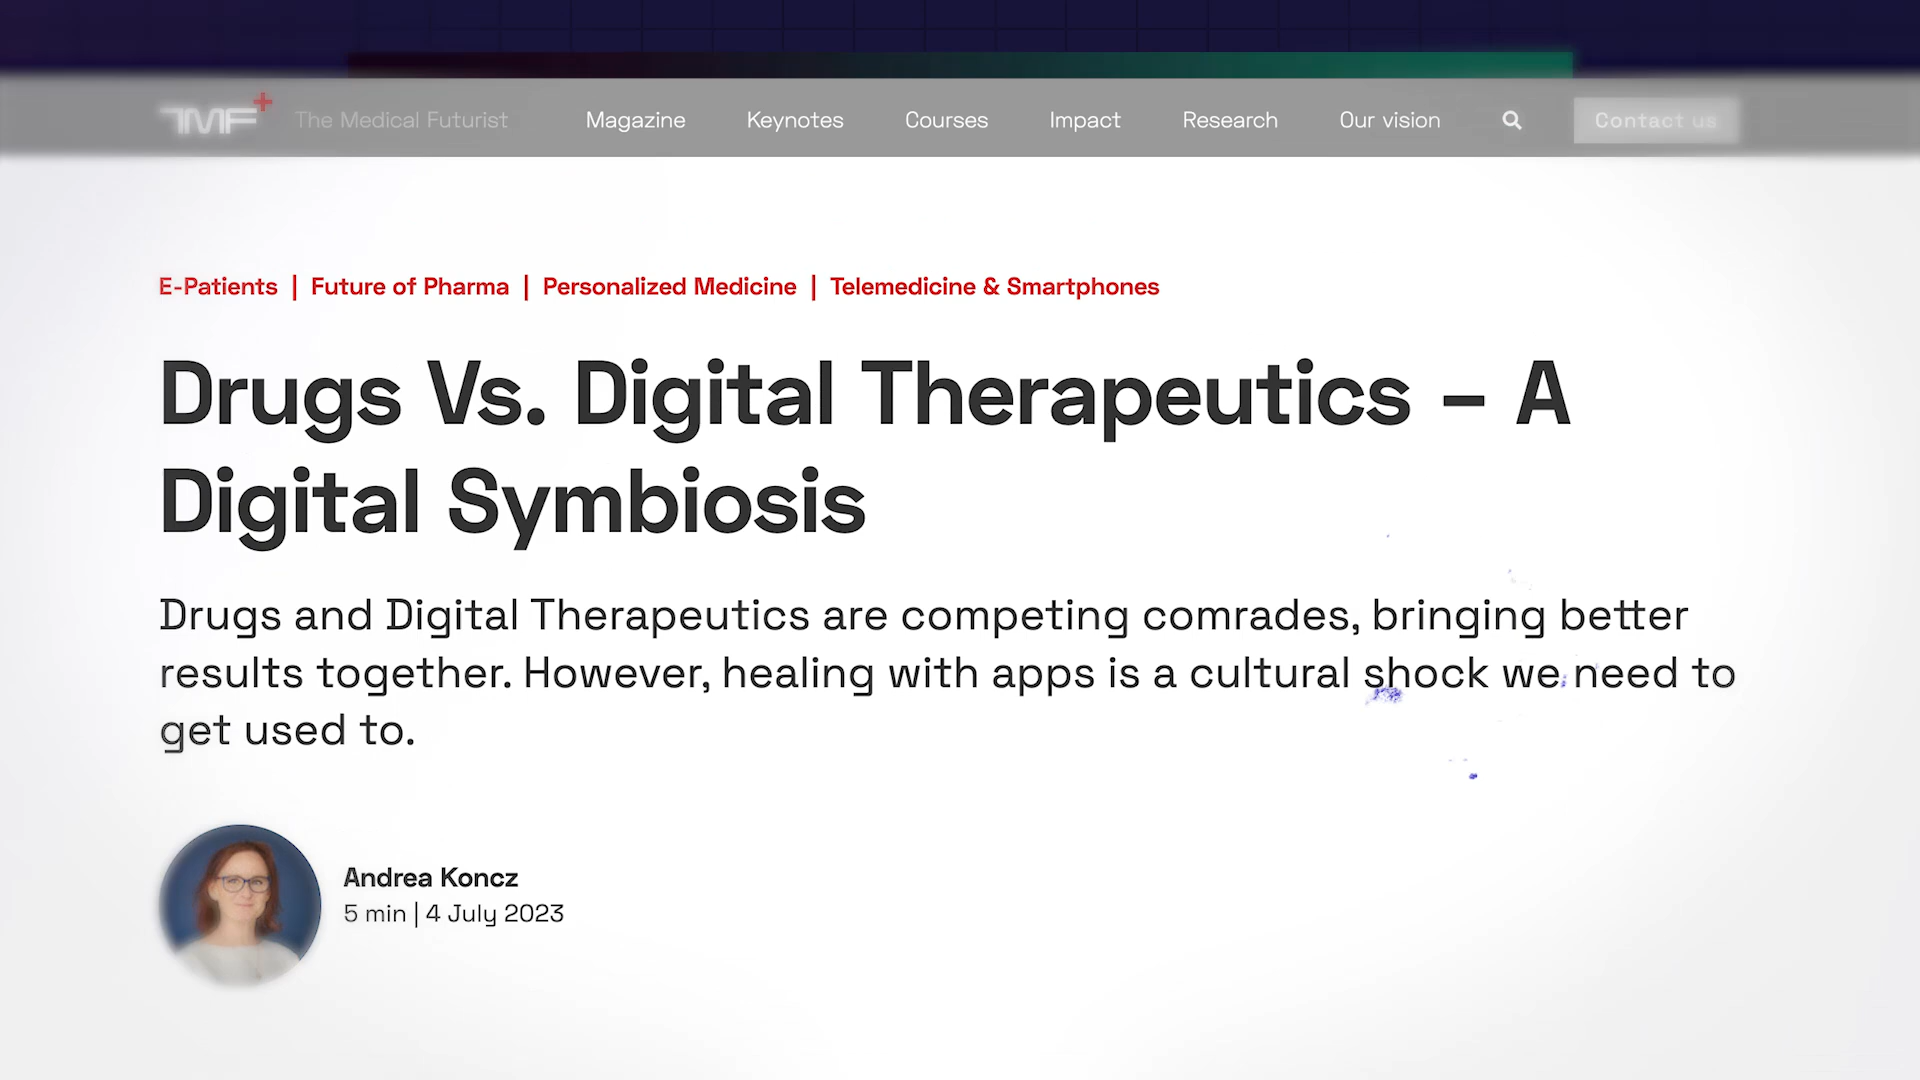 TMF+ The Medical Futurist Magazine Keynotes Courses Impact Research Our vision Contact us
E-Patients | Future of Pharma | Personalized Medicine | Telemedicine & Smartphones
Drugs Vs. Digital Therapeutics – A
Digital Symbiosis
Drugs and Digital Therapeutics are competing comrades, bringing better
results together. However, healing with apps is a cultural shock we need to
get used to.
Andrea Koncz
5 min | 4 July 2023